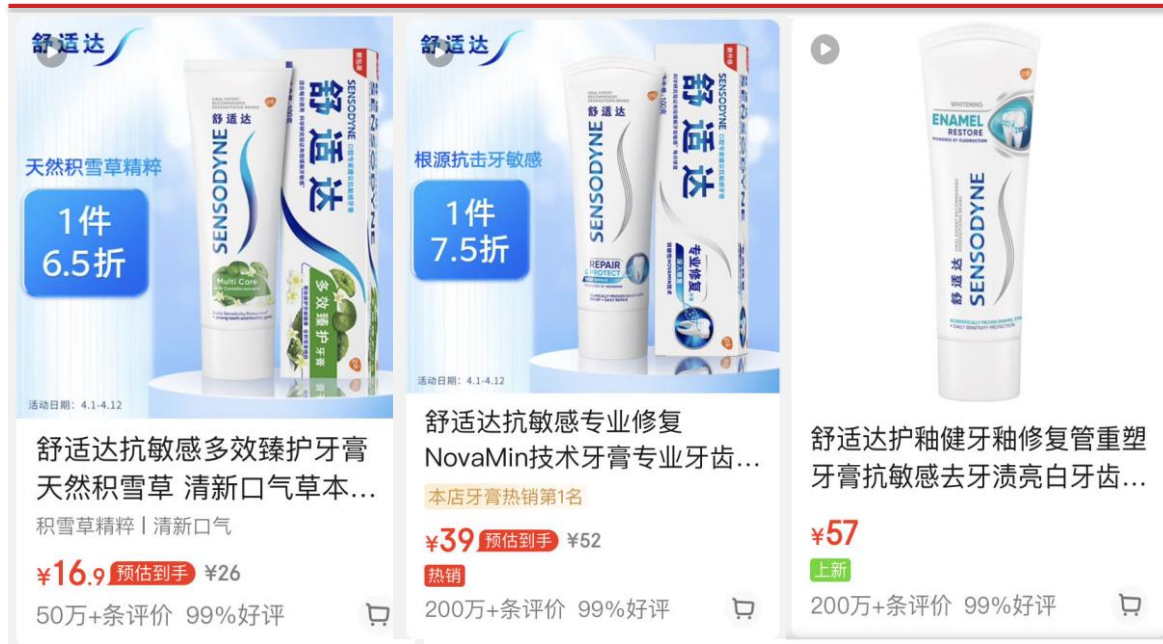 舒适达
天然积雪草精粹
1件
6.5折
活动日期：4.1-4.12
舒适达
SENSODYNE
Multi Care
舒适达
SENSODYNE
多效臻护牙膏
舒适达抗敏感多效臻护牙膏
天然积雪草 清新口气草本...
积雪草精粹 | 清新口气
¥16.9 预估到手 ¥26
50万+条评价 99%好评
舒适达
根源抗击牙敏感
1件
7.5折
活动日期：4.1-4.12
舒适达
SENSODYNE
REPAIR
& PROTECT
舒适达
SENSODYNE
专业修复
舒适达抗敏感专业修复
NovaMin技术牙膏专业牙齿...
本店牙膏热销第1名
¥39 预估到手 ¥52
热销
200万+条评价 99%好评
WHITENING
ENAMEL
RESTORE
舒适达
SENSODYNE
舒适达护釉健牙釉修复管重塑
牙膏抗敏感去牙渍亮白牙齿...
¥57
上新
200万+条评价 99%好评